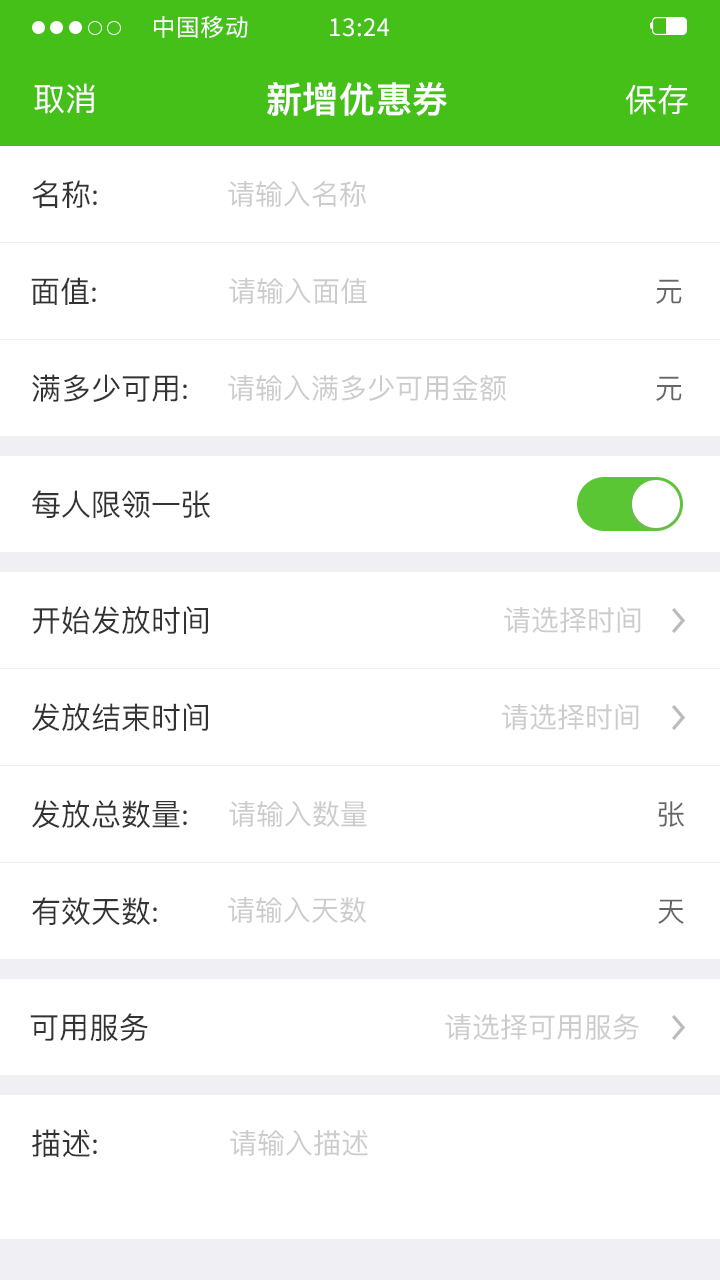 中国移动 13:24
取消 新增优惠券 保存
名称: 请输入名称
面值: 请输入面值 元
满多少可用: 请输入满多少可用金额 元
每人限领一张
开始发放时间 请选择时间
发放结束时间 请选择时间
发放总数量: 请输入数量 张
有效天数: 请输入天数 天
可用服务 请选择可用服务
描述: 请输入描述